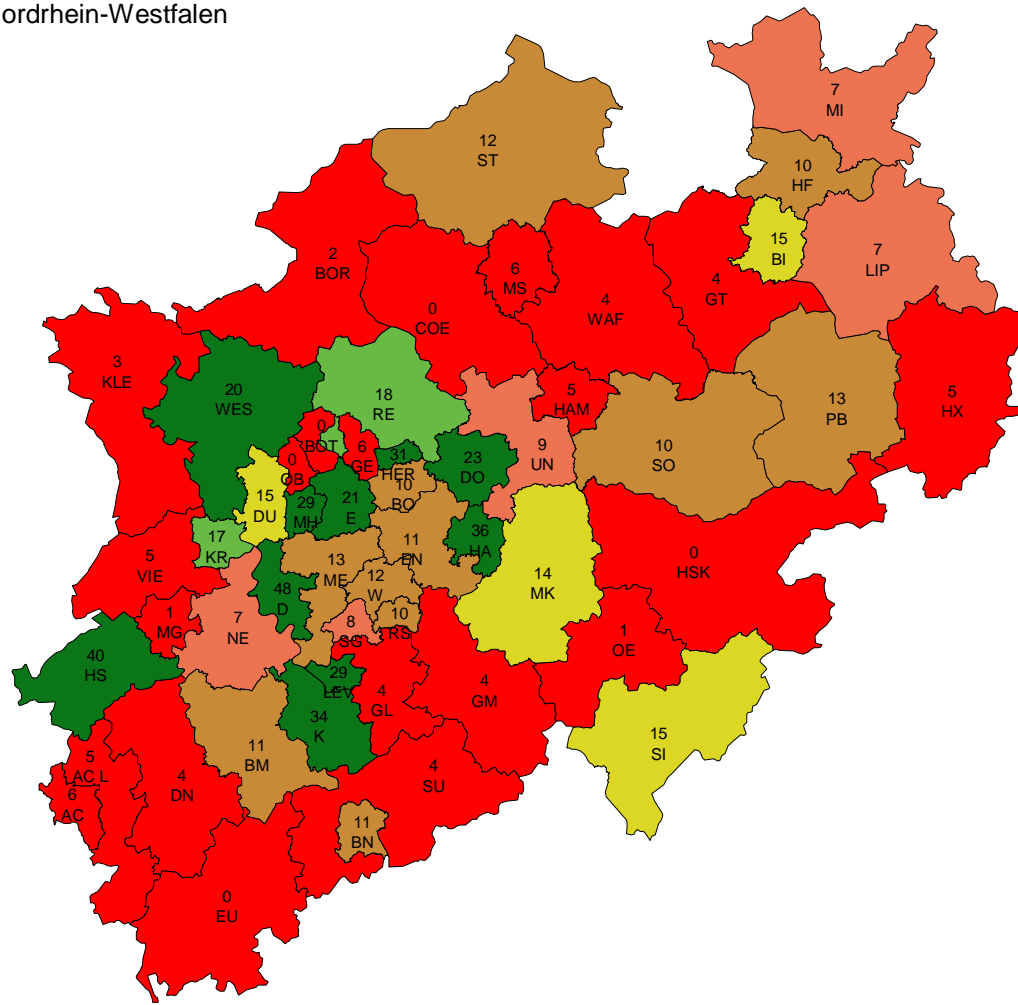 ordrhein-Westfalen
7
MI
12
ST
10
HF
15
BI
7
LIP
2
BOR
6
MS
4
GT
4
WAF
0
COE
3
KLE
20
WES
18
RE
5
HAM
13
PB
5
HX
0
BOT
6
GE
31
HER
23
DO
9
UN
10
SO
0
OB
15
DU
29
MH
21
E
10
BO
17
KR
36
HA
11
EN
5
VIE
13
ME
12
W
14
MK
0
HSK
48
D
1
MG
7
NE
8
SG
10
RS
1
OE
40
HS
29
LEV
4
GL
4
GM
34
K
15
SI
11
BM
5
AC L
6
AC
4
DN
4
SU
11
BN
0
EU